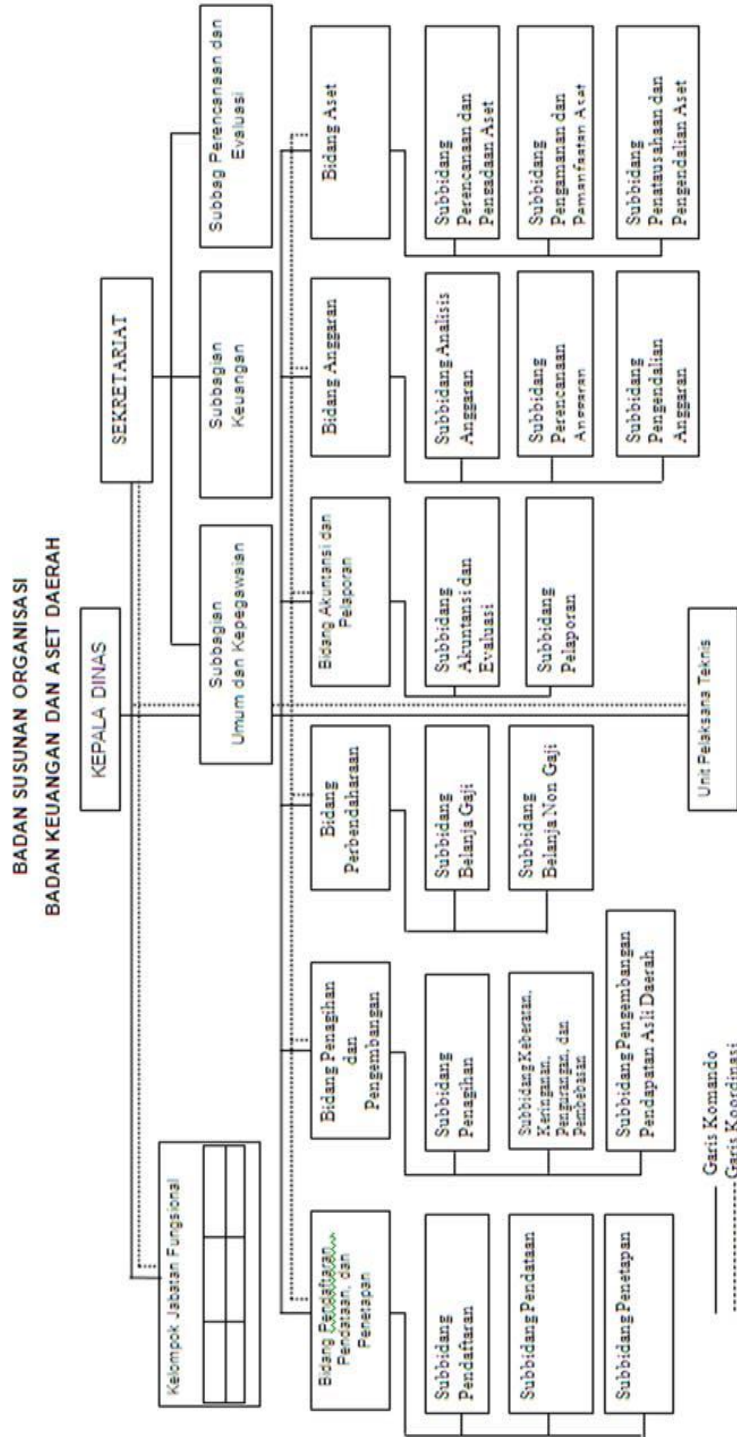 BADAN SUSUNAN ORGANISASI
BADAN KEUANGAN DAN ASET DAERAH
KEPALA DINAS
SEKRETARIAT
Kelompok Jabatan Fungsional
Subbagian
Umum dan Kepegawaian
Subbagian
Keuangan
Subbag Perencanaan dan
Evaluasi
Bidang Pendaftaran,
Pendataan, dan
Penetapan
Bidang Penagihan
dan
Pengembangan
Bidang
Perbendaharaan
Bidang Akuntansi dan
Pelaporan
Bidang Anggaran
Bidang Aset
Subbidang
Pendaftaran
Subbidang Pendataan
Subbidang Penetapan
Subbidang
Penagihan
Subbidang Keberatan,
Keringanan,
Pengurangan, dan
Pembebasan
Subbidang Pengembangan
Pendapatan Asli Daerah
Subbidang
Belanja Gaji
Subbidang
Belanja Non Gaji
Subbidang
Akuntansi dan
Evaluasi
Subbidang
Pelaporan
Subbidang Analisis
Anggaran
Subbidang
Perencanaan
Anggaran
Subbidang
Pengendalian
Anggaran
Subbidang
Perencanaan dan
Pengadaan Aset
Subbidang
Pengamanan dan
Pemanfaatan Aset
Subbidang
Penatausahaan dan
Pengendalian Aset
Unit Pelaksana Teknis
Garis Komando
Garis Koordinasi